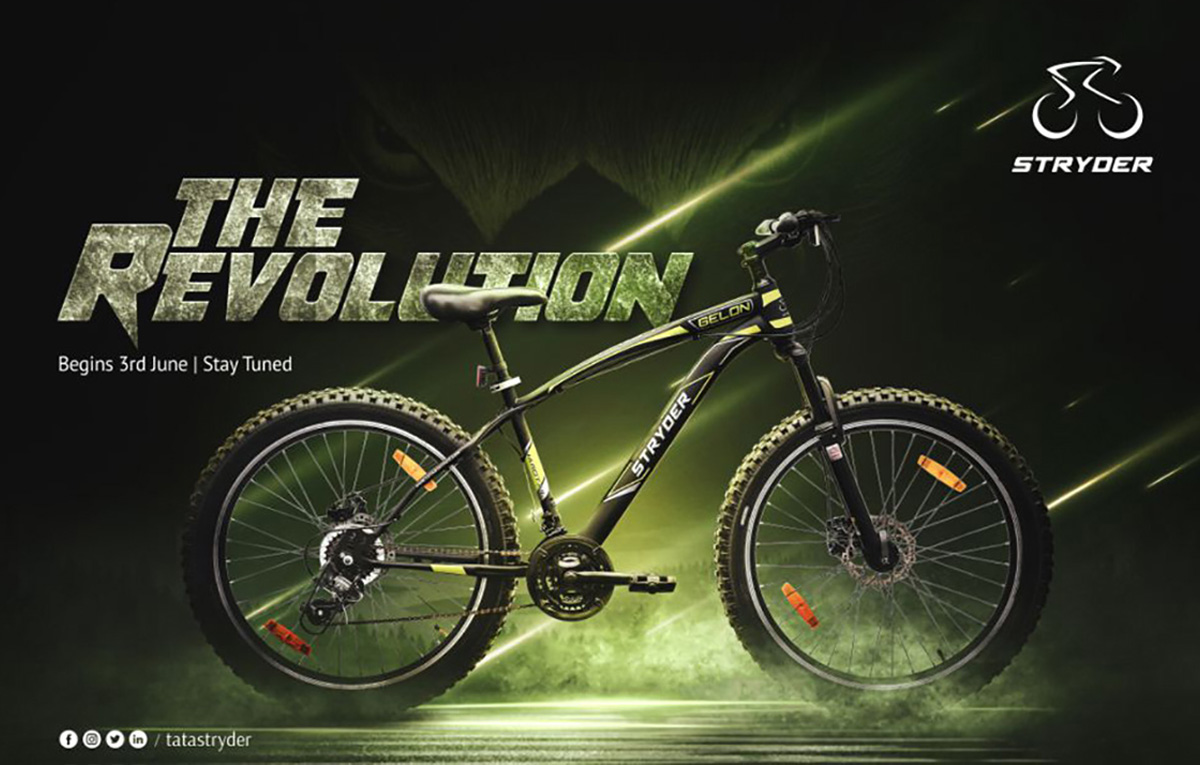 STRYDER
THE
REVOLUTION
Begins 3rd June | Stay Tuned
GELON
STRYDER
/ tatastryder